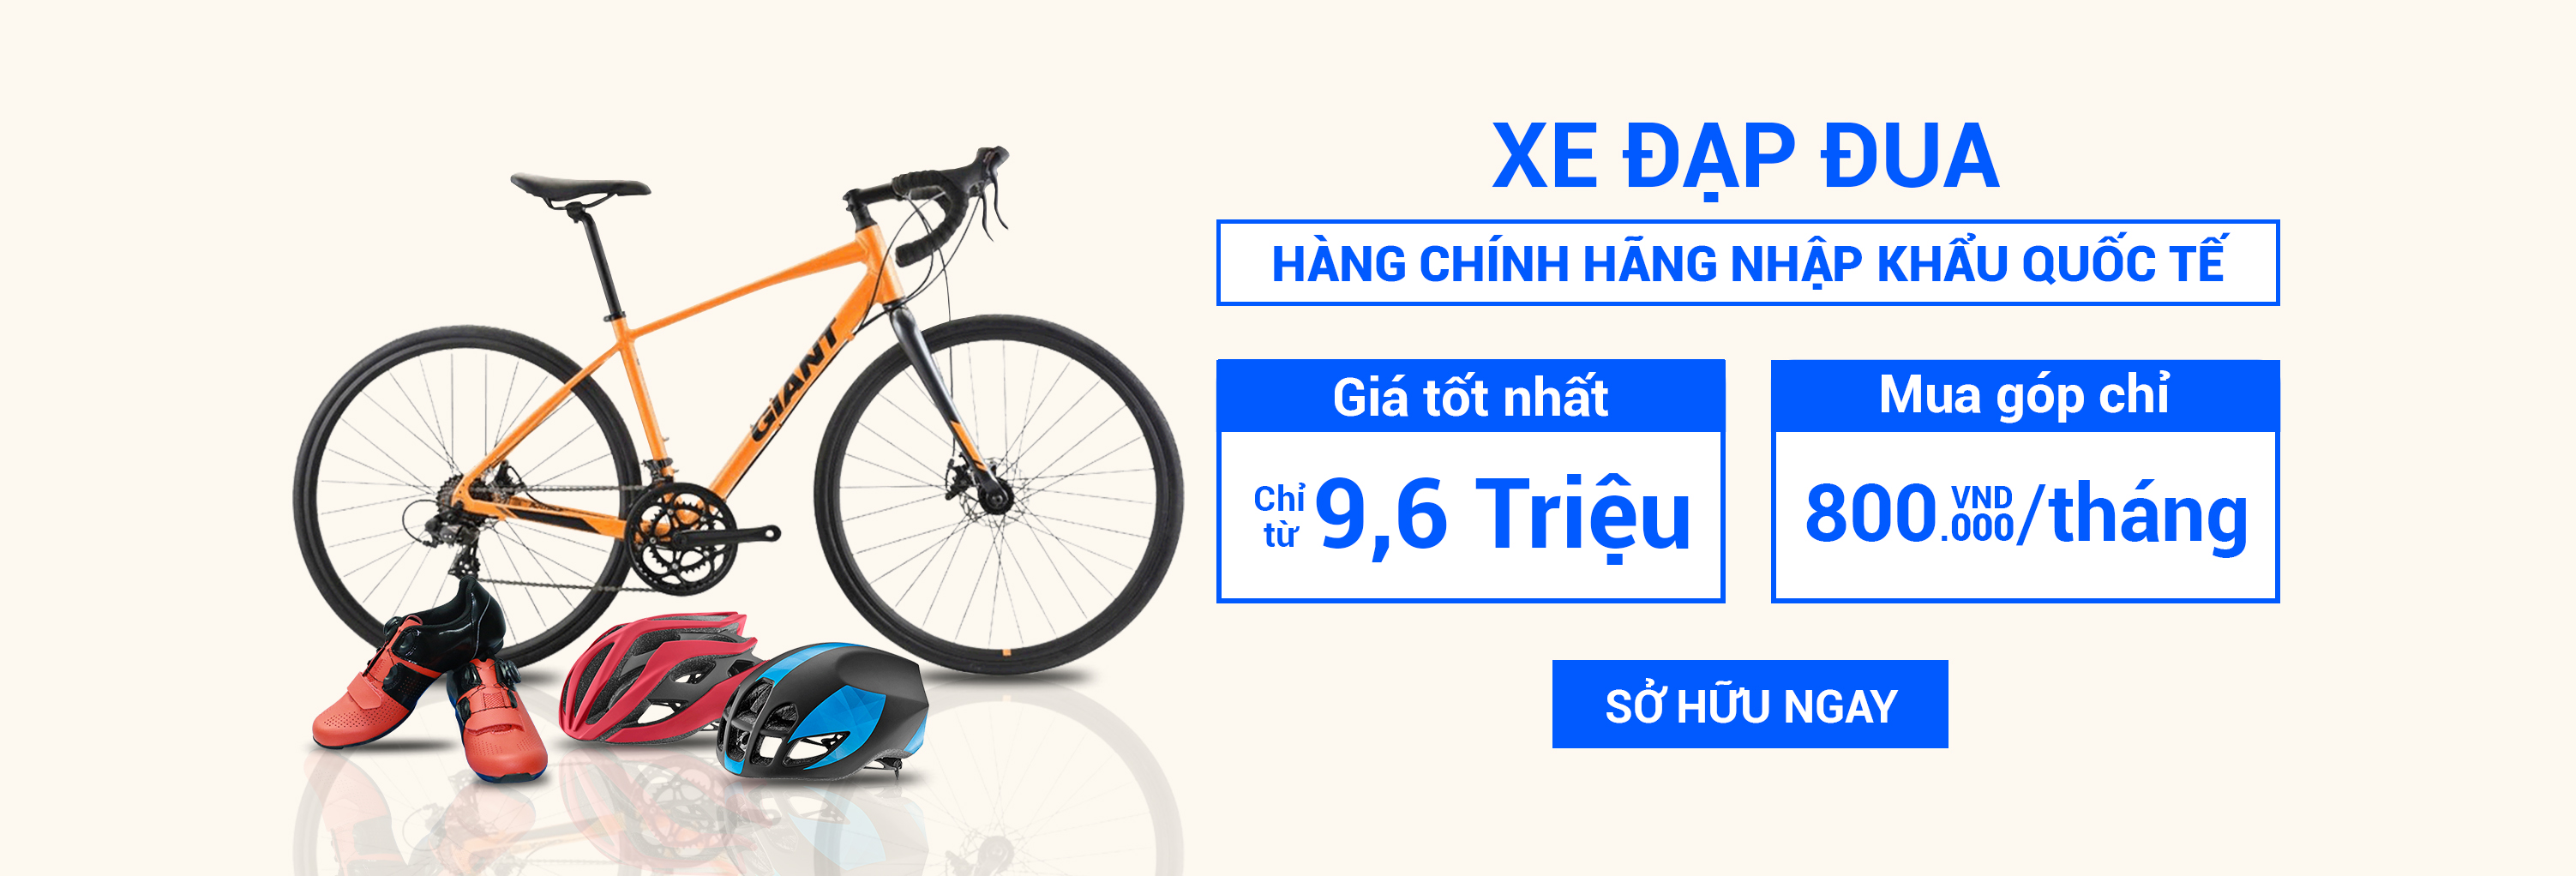 GIANT
XE ĐẠP ĐUA
HÀNG CHÍNH HÃNG NHẬP KHẨU QUỐC TẾ
Giá tốt nhất
Chỉ từ 9,6 Triệu
Mua góp chỉ
800.000 VND/tháng
SỞ HỮU NGAY